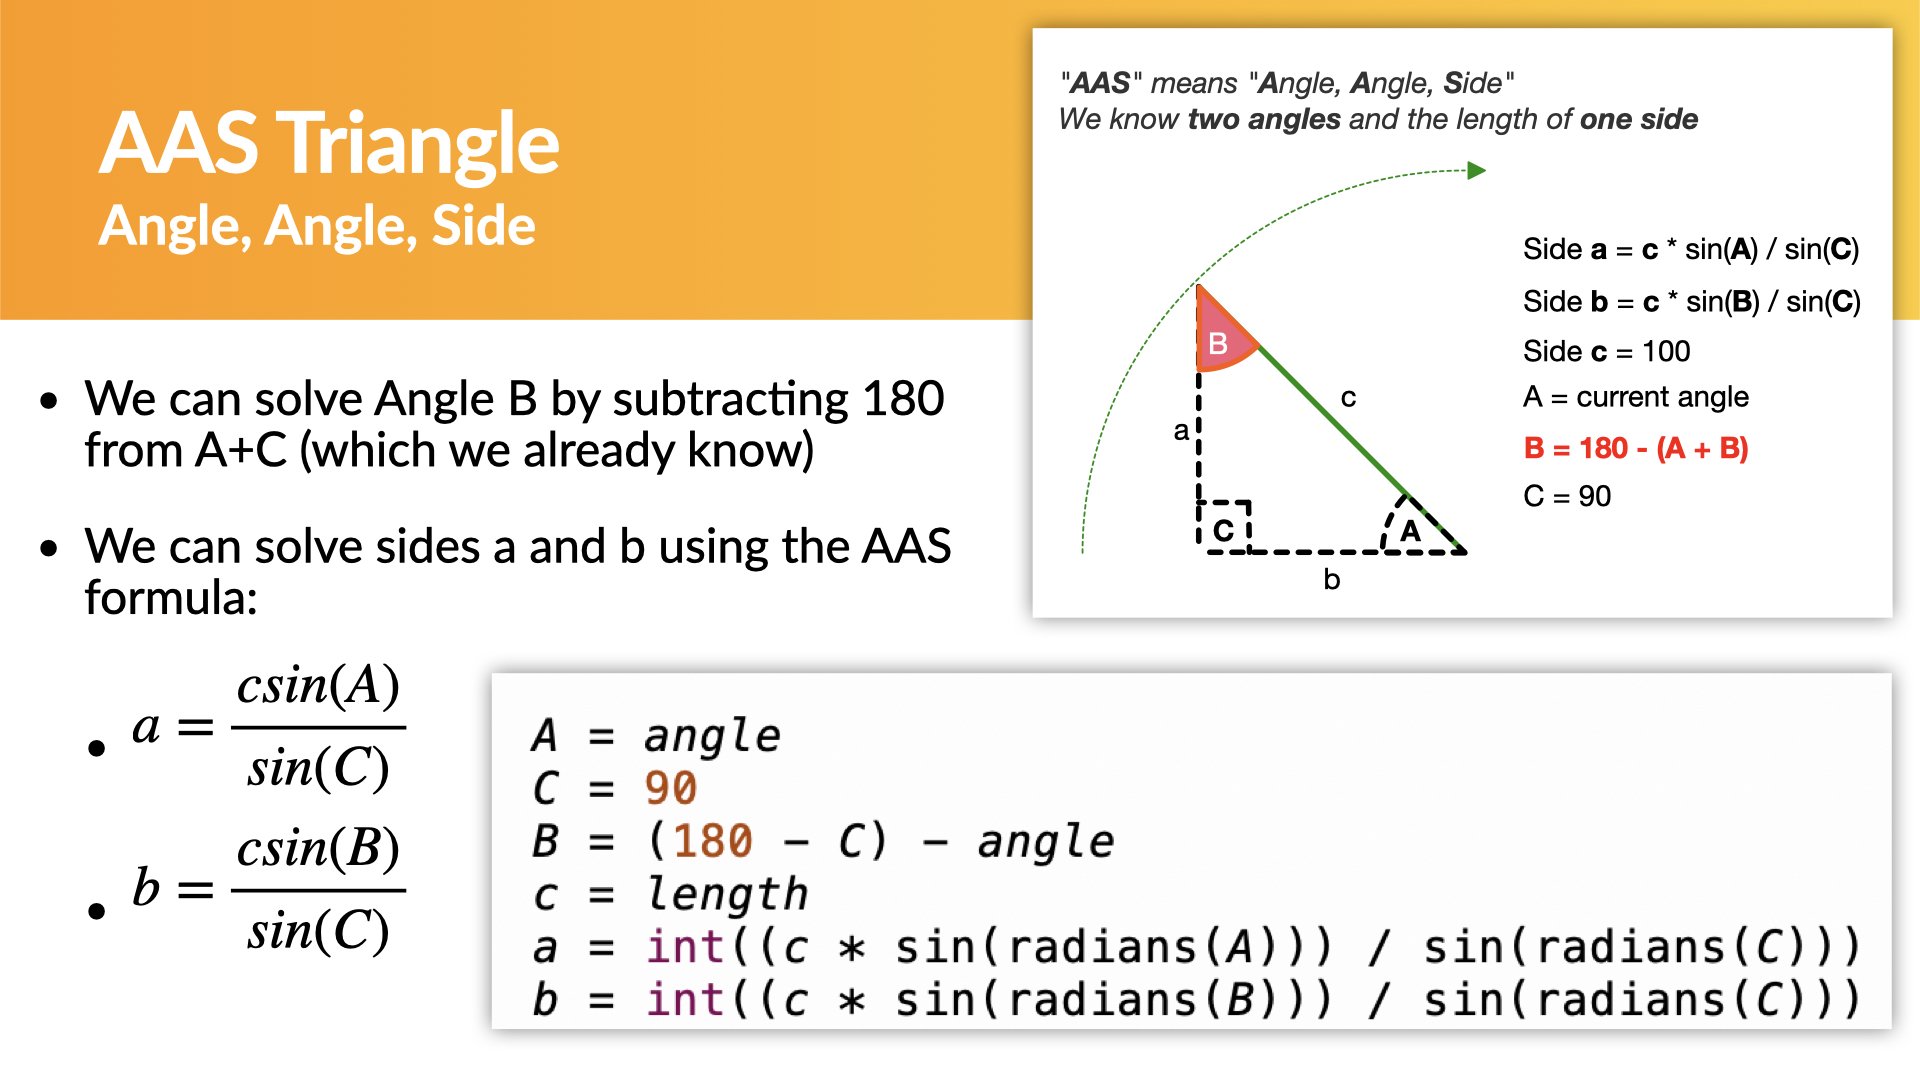 AAS Triangle
Angle, Angle, Side
"AAS" means "Angle, Angle, Side"
We know two angles and the length of one side
B
a
c
C
A
b
Side a = c * sin(A) / sin(C)
Side b = c * sin(B) / sin(C)
Side c = 100
A = current angle
B = 180 - (A + B)
C = 90
• We can solve Angle B by subtracting 180
from A+C (which we already know)
• We can solve sides a and b using the AAS
formula:
• a = csin(A) / sin(C)
• b = csin(B) / sin(C)
A = angle
C = 90
B = (180 - C) - angle
c = length
a = int((c * sin(radians(A))) / sin(radians(C)))
b = int((c * sin(radians(B))) / sin(radians(C)))